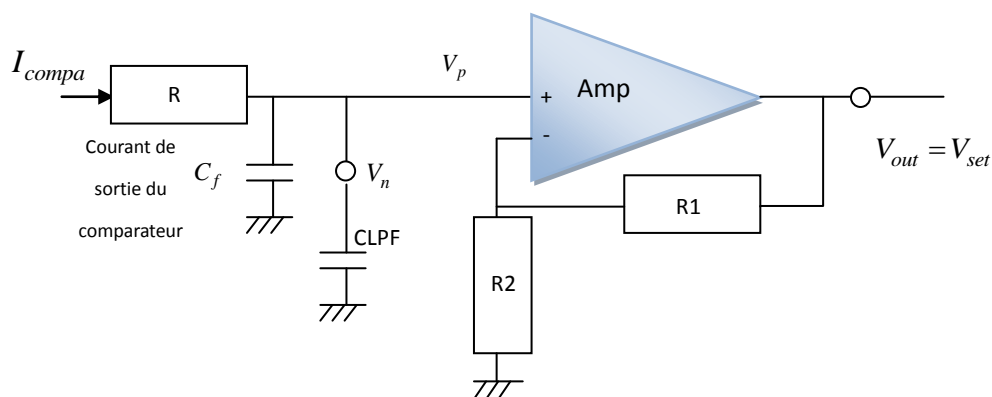 I_compa
R
Courant de
sortie du
comparateur
C_f
V_n
CLPF
V_p
+
-
Amp
R1
R2
V_out = V_set